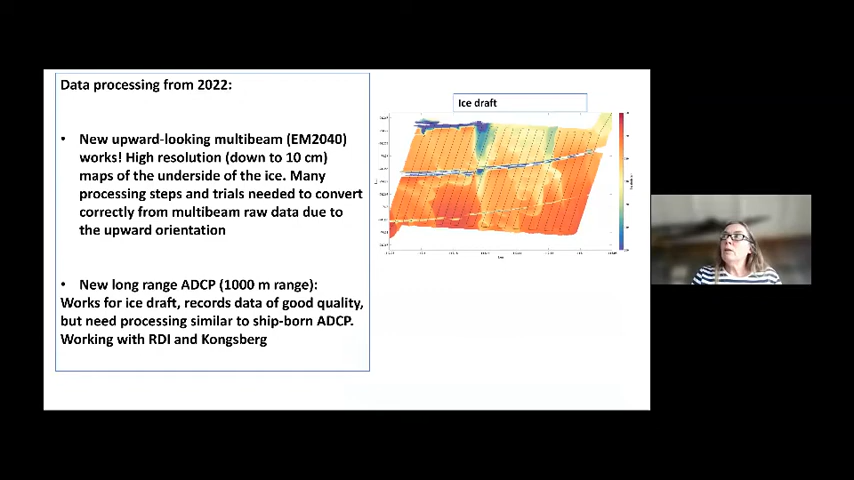 Data processing from 2022:
• New upward-looking multibeam (EM2040)
works! High resolution (down to 10 cm)
maps of the underside of the ice. Many
processing steps and trials needed to convert
correctly from multibeam raw data due to
the upward orientation
• New long range ADCP (1000 m range):
Works for ice draft, records data of good quality,
but need processing similar to ship-born ADCP.
Working with RDI and Kongsberg
Ice draft